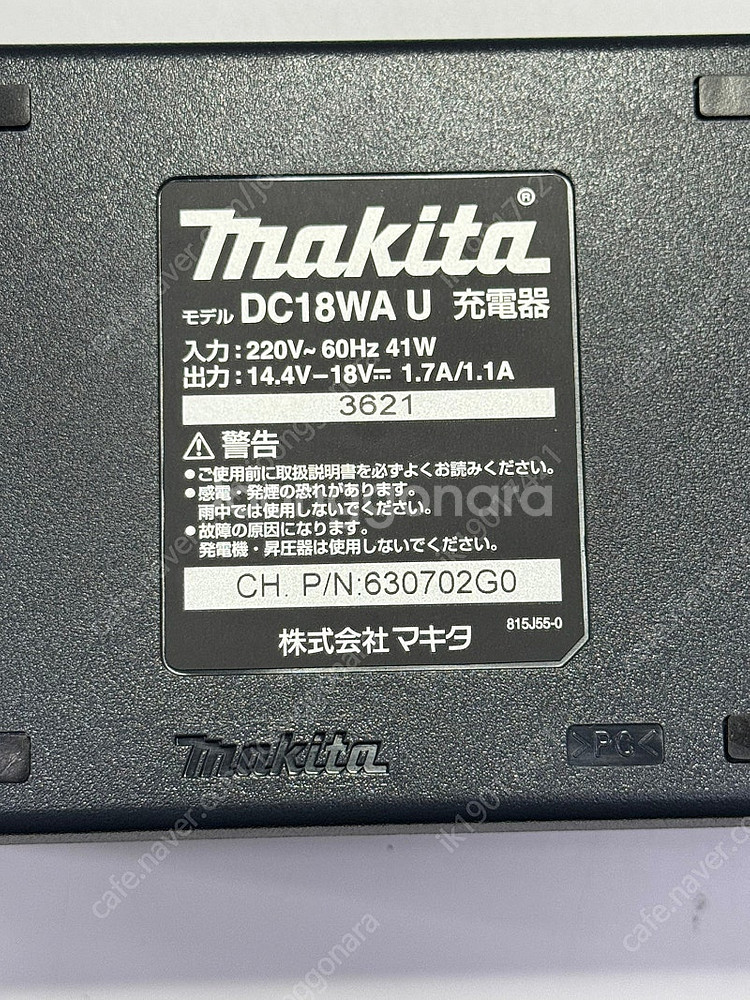 makita®
モデル DC18WA U 充電器
入力：220V~ 60Hz 41W
出力：14.4V−18V⎓ 1.7A/1.1A
3621
⚠ 警告
●ご使用前に取扱説明書を必ずよくお読みください。
●感電・発煙の恐れがあります。
雨中では使用しないでください。
●故障の原因になります。
発電機・昇圧器は使用しないでください。
CH. P/N:630702G0
815J55-0
株式会社 マキタ
makita
>PC<
cafe.naver.com